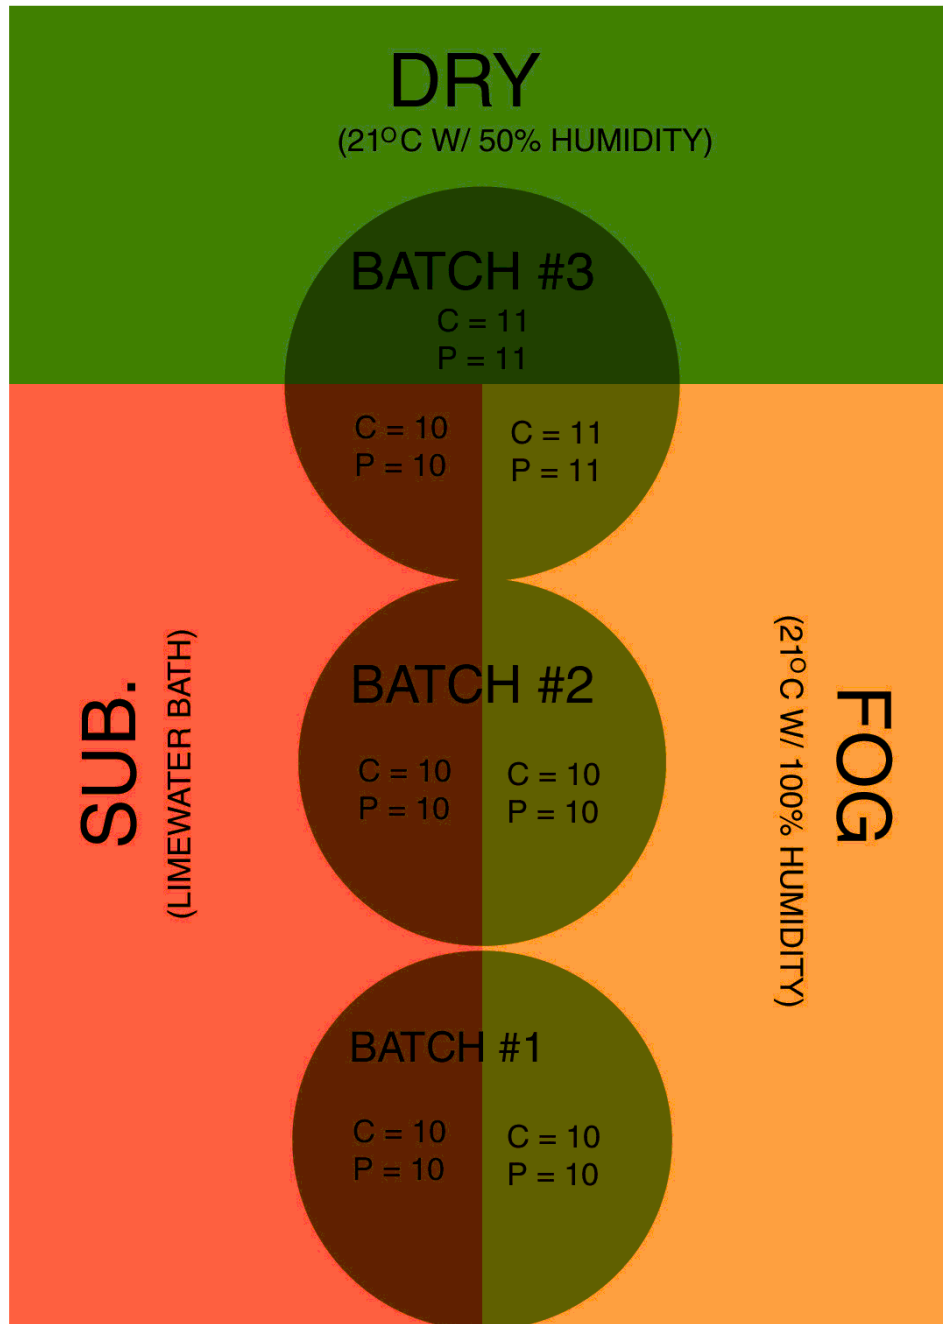 DRY
(21°C W/ 50% HUMIDITY)
BATCH #3
C = 11
P = 11
C = 10
P = 10
C = 11
P = 11
SUB.
(LIMEWATER BATH)
BATCH #2
C = 10
P = 10
C = 10
P = 10
FOG
(21°C W/ 100% HUMIDITY)
BATCH #1
C = 10
P = 10
C = 10
P = 10